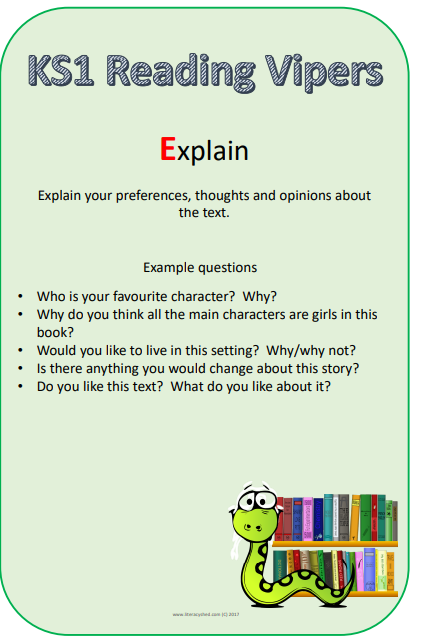 KS1 Reading Vipers
Explain
Explain your preferences, thoughts and opinions about
the text.
Example questions
• Who is your favourite character? Why?
• Why do you think all the main characters are girls in this
book?
• Would you like to live in this setting? Why/why not?
• Is there anything you would change about this story?
• Do you like this text? What do you like about it?
www.literacyshed.com (C) 2017